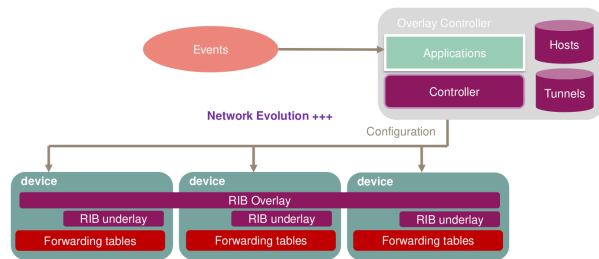 Overlay Controller
Events
Applications
Hosts
Controller
Tunnels
Network Evolution +++
Configuration
device
device
device
RIB Overlay
RIB underlay
RIB underlay
RIB underlay
Forwarding tables
Forwarding tables
Forwarding tables